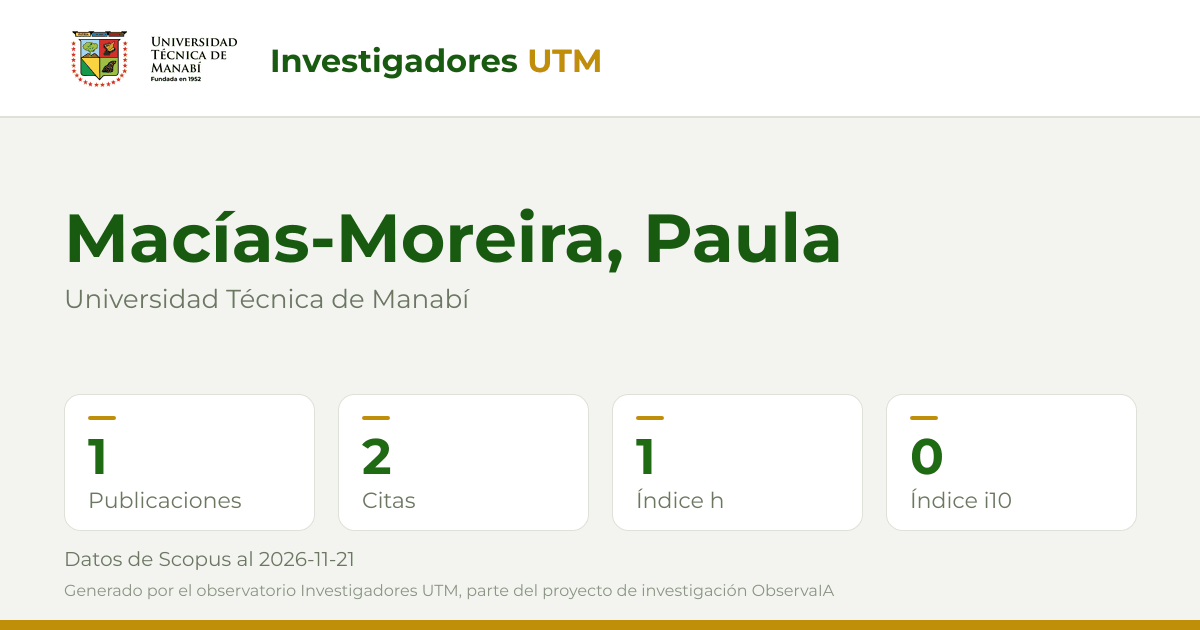 UNIVERSIDAD
TÉCNICA DE
MANABÍ
Fundada en 1952
Investigadores UTM
Macías-Moreira, Paula
Universidad Técnica de Manabí
1
Publicaciones
2
Citas
1
Índice h
0
Índice i10
Datos de Scopus al 2026-11-21
Generado por el observatorio Investigadores UTM, parte del proyecto de investigación ObservaIA